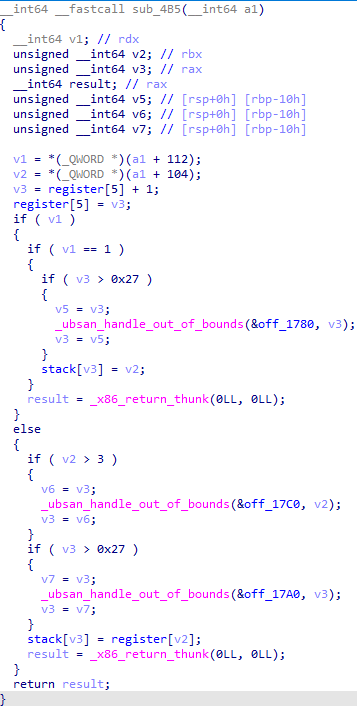 __int64 __fastcall sub_4B5(__int64 a1)
{
__int64 v1; // rdx
unsigned __int64 v2; // rbx
unsigned __int64 v3; // rax
__int64 result; // rax
unsigned __int64 v5; // [rsp+0h] [rbp-10h]
unsigned __int64 v6; // [rsp+0h] [rbp-10h]
unsigned __int64 v7; // [rsp+0h] [rbp-10h]
v1 = *(_QWORD *)(a1 + 112);
v2 = *(_QWORD *)(a1 + 104);
v3 = register[5] + 1;
register[5] = v3;
if ( v1 )
{
if ( v1 == 1 )
{
if ( v3 > 0x27 )
{
v5 = v3;
_ubsan_handle_out_of_bounds(&off_1780, v3);
v3 = v5;
}
stack[v3] = v2;
}
result = _x86_return_thunk(0LL, 0LL);
}
else
{
if ( v2 > 3 )
{
v6 = v3;
_ubsan_handle_out_of_bounds(&off_17C0, v2);
v3 = v6;
}
if ( v3 > 0x27 )
{
v7 = v3;
_ubsan_handle_out_of_bounds(&off_17A0, v3);
v3 = v7;
}
stack[v3] = register[v2];
result = _x86_return_thunk(0LL, 0LL);
}
return result;
}